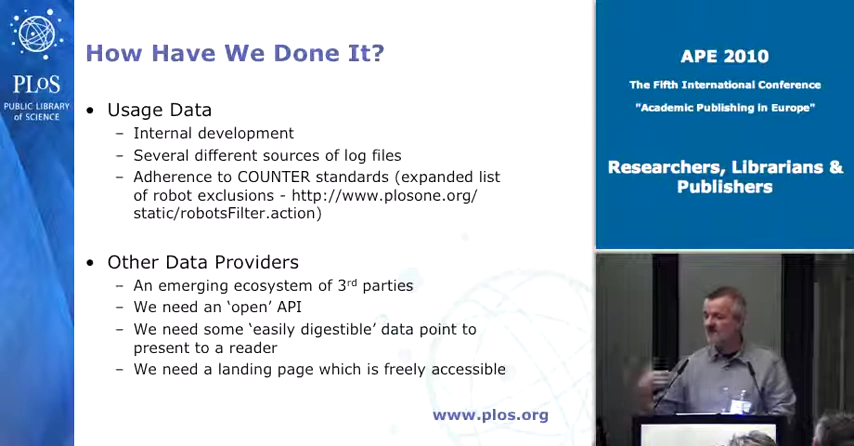 PLoS
PUBLIC LIBRARY
of SCIENCE
How Have We Done It?
• Usage Data
– Internal development
– Several different sources of log files
– Adherence to COUNTER standards (expanded list
of robot exclusions - http://www.plosone.org/
static/robotsFilter.action)
• Other Data Providers
– An emerging ecosystem of 3rd parties
– We need an ‘open’ API
– We need some ‘easily digestible’ data point to
present to a reader
– We need a landing page which is freely accessible
www.plos.org
APE 2010
The Fifth International Conference
"Academic Publishing in Europe"
Researchers, Librarians &
Publishers